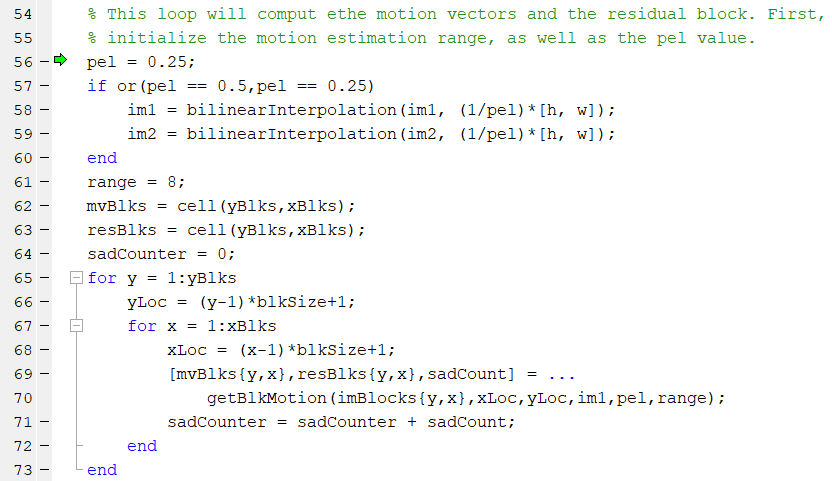 54 % This loop will comput ethe motion vectors and the residual block. First,
55 % initialize the motion estimation range, as well as the pel value.
56 – pel = 0.25;
57 – if or(pel == 0.5,pel == 0.25)
58 – im1 = bilinearInterpolation(im1, (1/pel)*[h, w]);
59 – im2 = bilinearInterpolation(im2, (1/pel)*[h, w]);
60 – end
61 – range = 8;
62 – mvBlks = cell(yBlks,xBlks);
63 – resBlks = cell(yBlks,xBlks);
64 – sadCounter = 0;
65 – for y = 1:yBlks
66 – yLoc = (y-1)*blkSize+1;
67 – for x = 1:xBlks
68 – xLoc = (x-1)*blkSize+1;
69 – [mvBlks{y,x},resBlks{y,x},sadCount] = ...
70 getBlkMotion(imBlocks{y,x},xLoc,yLoc,im1,pel,range);
71 – sadCounter = sadCounter + sadCount;
72 – end
73 – end